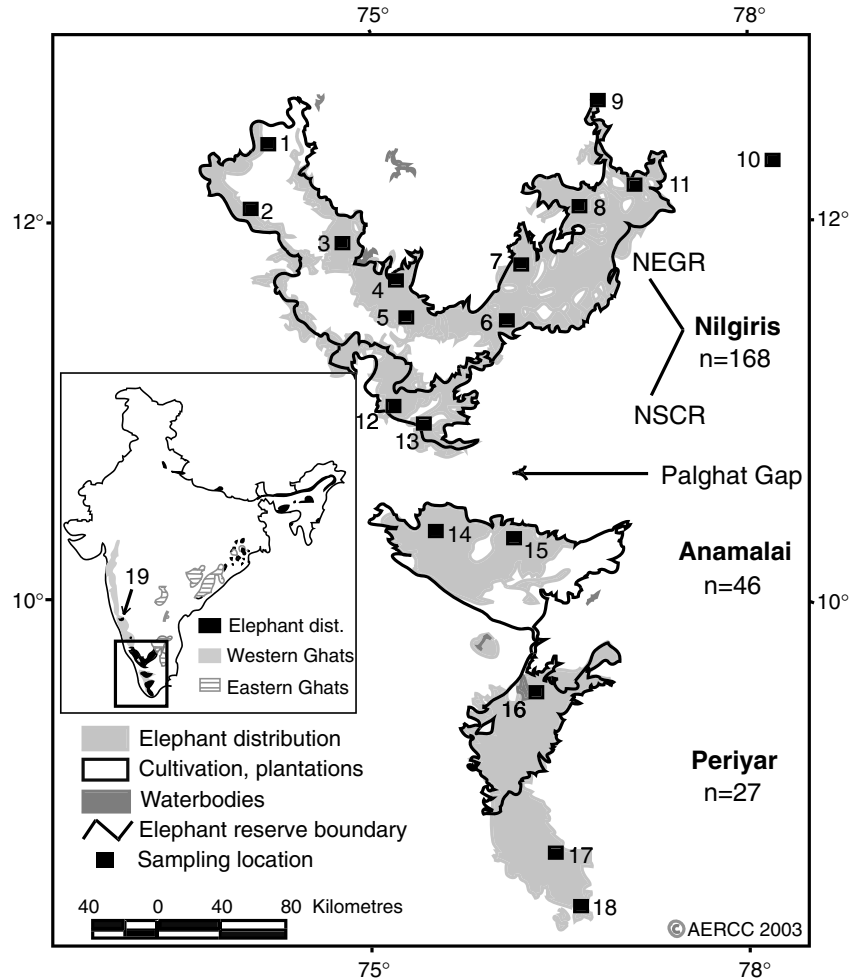 75° 78°
9
1
10
11
2
8
12° 12°
3
7
NEGR
4
5
6
Nilgiris
n=168
12
NSCR
13
Palghat Gap
14
15
Anamalai
n=46
19
10° 10°
Elephant dist.
Western Ghats
Eastern Ghats
16
Elephant distribution
Cultivation, plantations
Waterbodies
Elephant reserve boundary
Sampling location
Periyar
n=27
17
18
40 0 40 80 Kilometres
©AERCC 2003
75° 78°